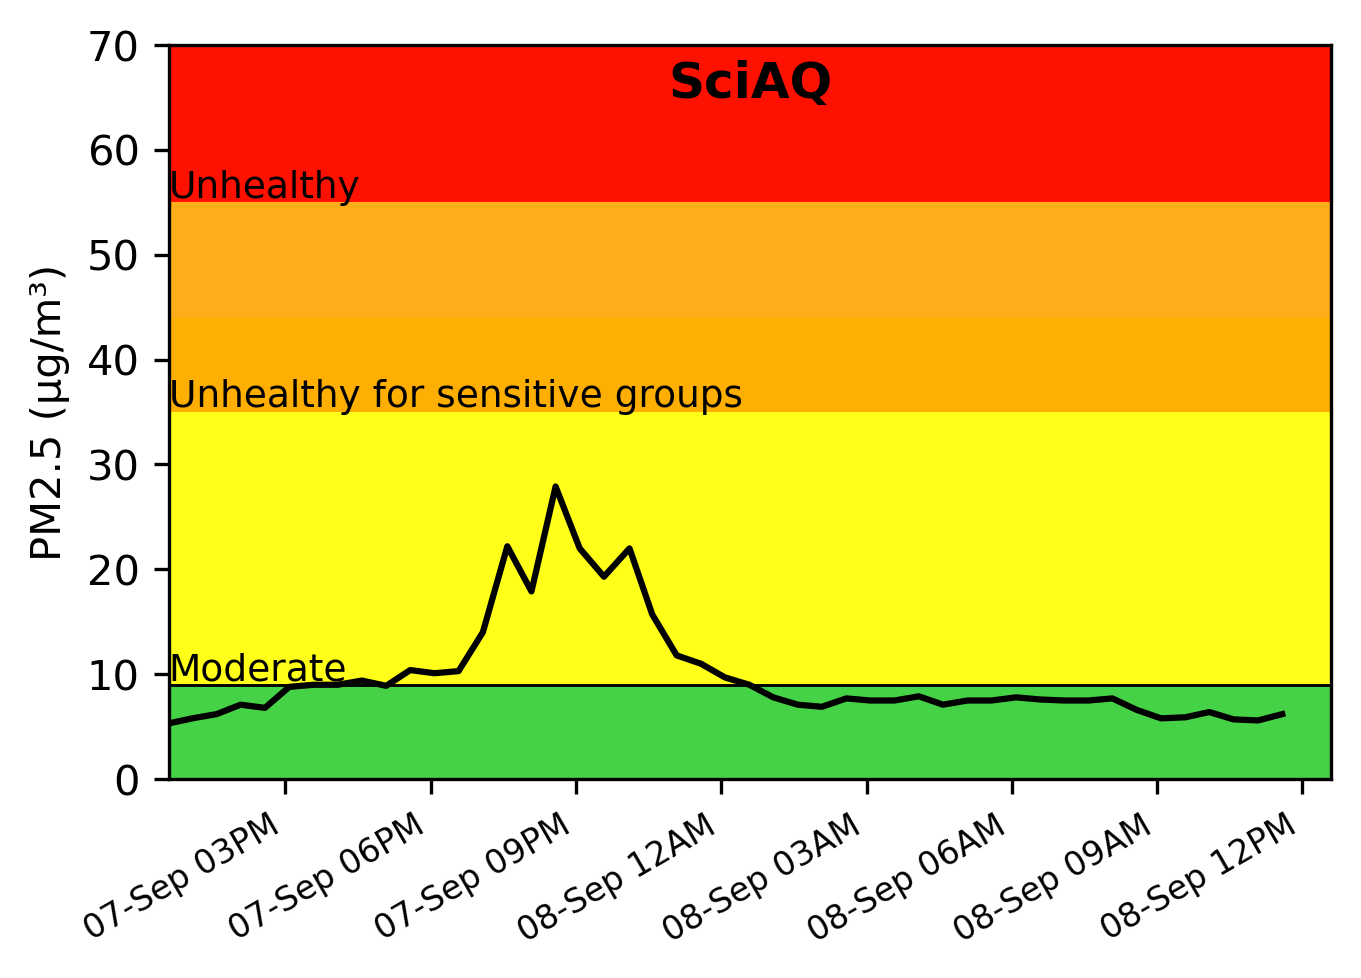 SciAQ
70
60
50
40
30
20
10
0
PM2.5 (µg/m³)
Unhealthy
Unhealthy for sensitive groups
Moderate
07-Sep 03PM
07-Sep 06PM
07-Sep 09PM
08-Sep 12AM
08-Sep 03AM
08-Sep 06AM
08-Sep 09AM
08-Sep 12PM